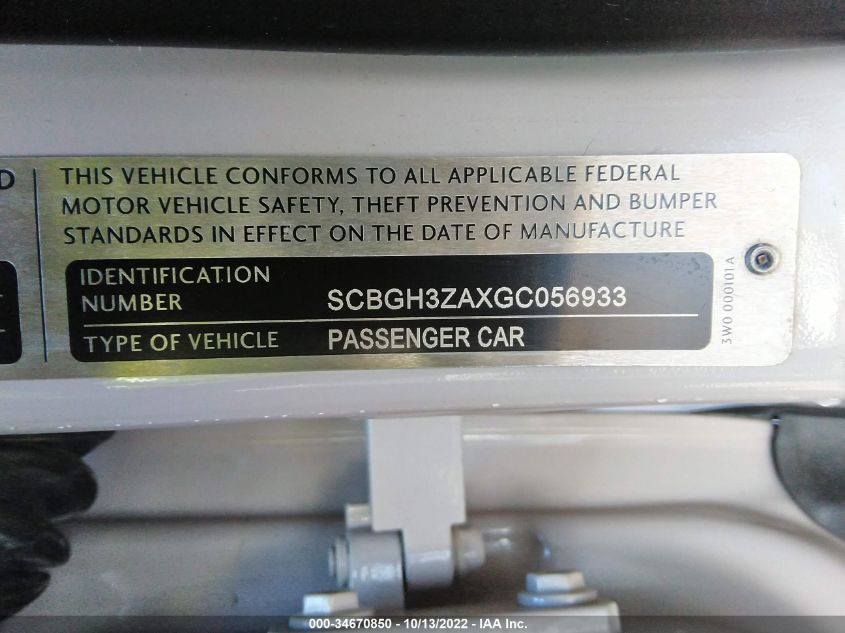 D
THIS VEHICLE CONFORMS TO ALL APPLICABLE FEDERAL
MOTOR VEHICLE SAFETY, THEFT PREVENTION AND BUMPER
STANDARDS IN EFFECT ON THE DATE OF MANUFACTURE
IDENTIFICATION
NUMBER SCBGH3ZAXGC056933
TYPE OF VEHICLE PASSENGER CAR
3W0 000101 A
000-34670850 - 10/13/2022 - IAA Inc.